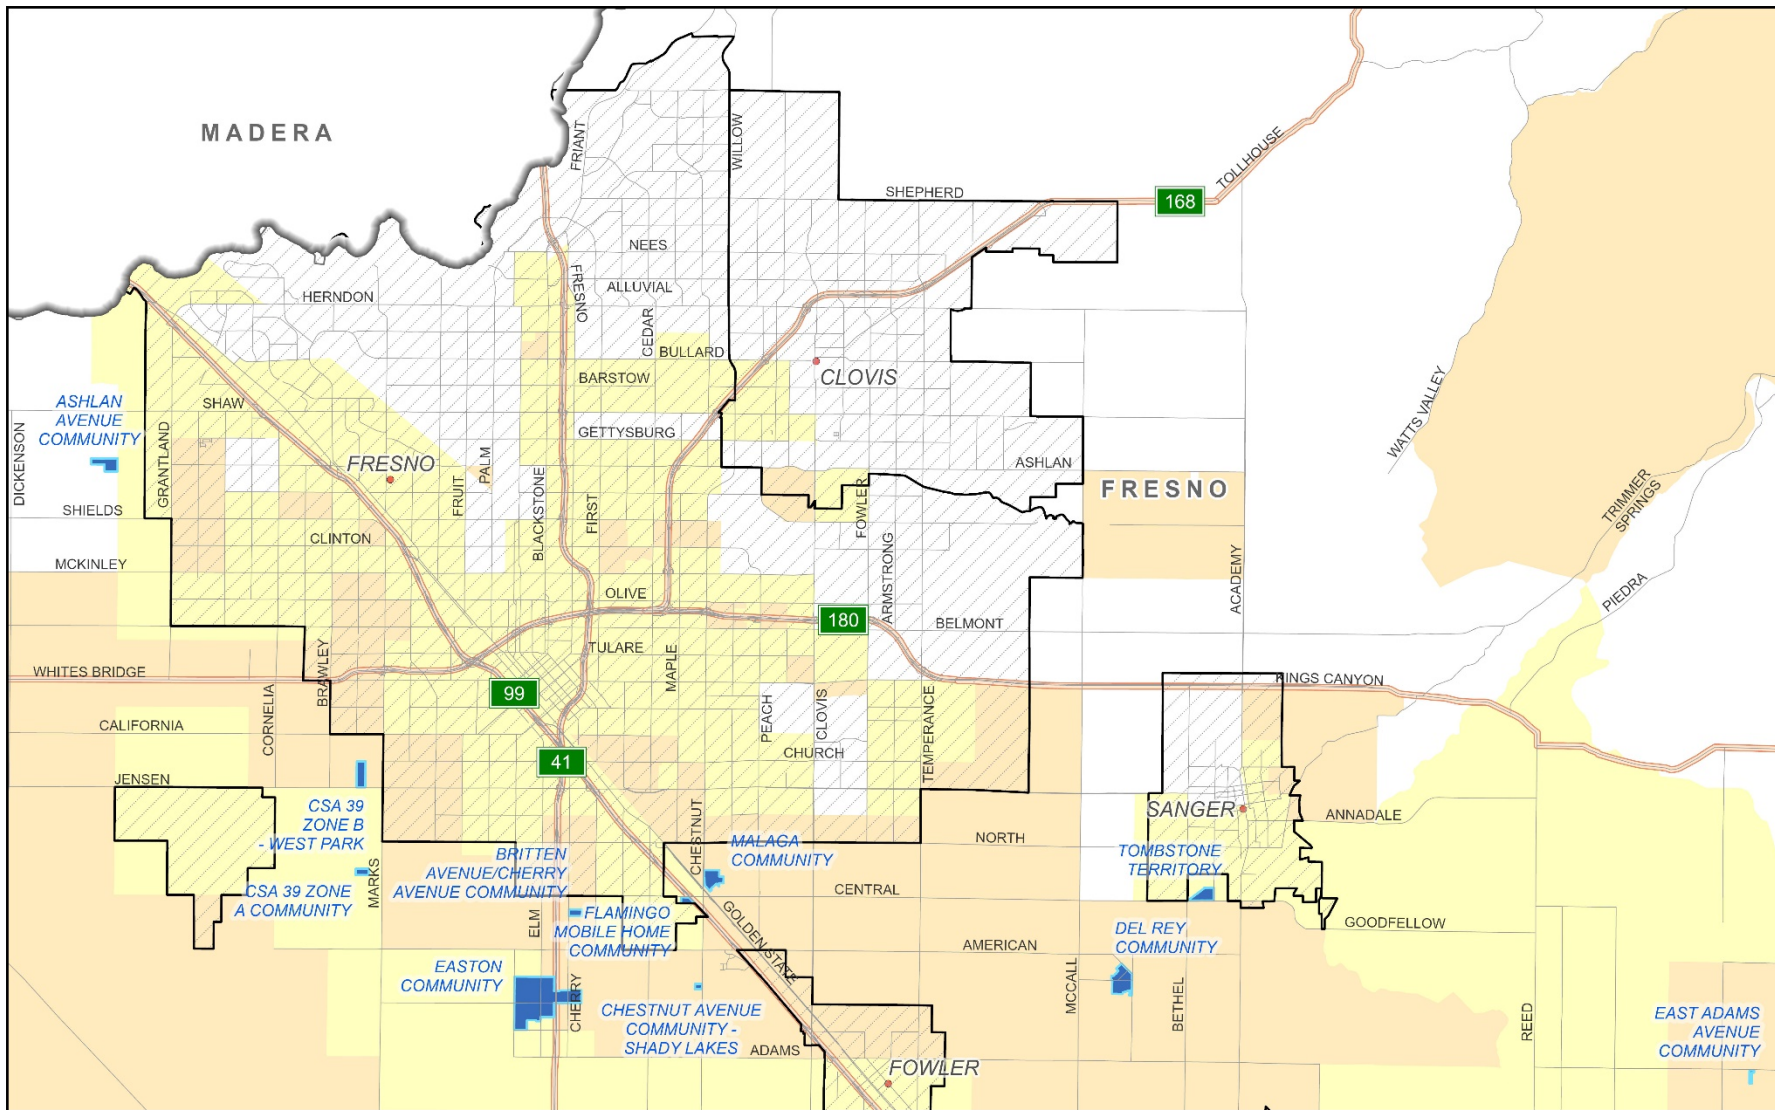 MADERA
FRIANT
WILLOW
TOLLHOUSE
SHEPHERD
168
NEES
FRESNO
ALLUVIAL
HERNDON
CEDAR
BULLARD
BARSTOW
CLOVIS
ASHLAN
AVENUE
COMMUNITY
SHAW
GRANTLAND
DICKENSON
GETTYSBURG
WATTS VALLEY
FRESNO
PALM
FRUIT
BLACKSTONE
FIRST
FOWLER
ASHLAN
FRESNO
TRIMMER
SPRINGS
SHIELDS
CLINTON
MCKINLEY
ARMSTRONG
ACADEMY
PIEDRA
OLIVE
180
BELMONT
WHITES BRIDGE
BRAWLEY
CORNELIA
TULARE
MAPLE
99
KINGS CANYON
CALIFORNIA
PEACH
CLOVIS
TEMPERANCE
CHURCH
41
JENSEN
CSA 39
ZONE B
- WEST PARK
SANGER
ANNADALE
CHESTNUT
NORTH
MALAGA
COMMUNITY
BRITTEN
AVENUE/CHERRY
AVENUE COMMUNITY
TOMBSTONE
TERRITORY
MARKS
CSA 39 ZONE
A COMMUNITY
CENTRAL
ELM
FLAMINGO
MOBILE HOME
COMMUNITY
GOLDEN STATE
GOODFELLOW
AMERICAN
DEL REY
COMMUNITY
EASTON
COMMUNITY
CHERRY
MCCALL
BETHEL
REED
CHESTNUT AVENUE
COMMUNITY -
SHADY LAKES
ADAMS
EAST ADAMS
AVENUE
COMMUNITY
FOWLER